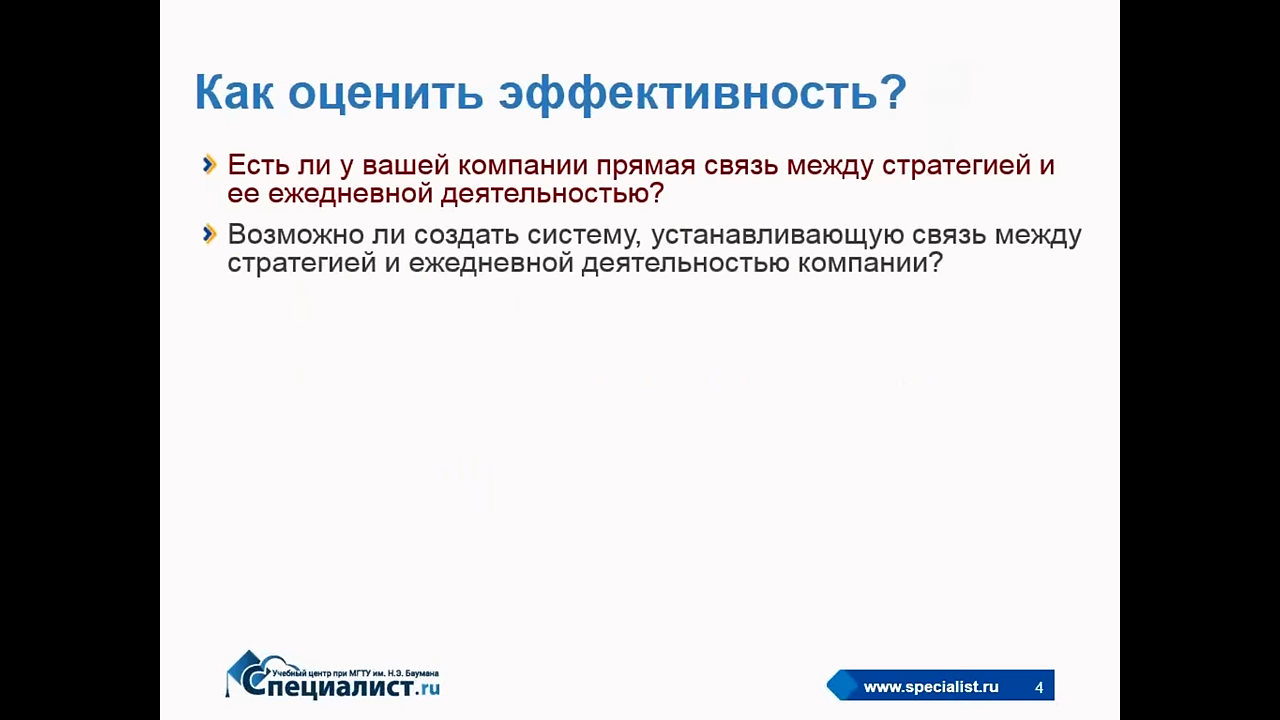 Как оценить эффективность?
Есть ли у вашей компании прямая связь между стратегией и
ее ежедневной деятельностью?
Возможно ли создать систему, устанавливающую связь между
стратегией и ежедневной деятельностью компании?
Учебный центр при МГТУ им. Н.Э. Баумана
Специалист.ru
www.specialist.ru 4